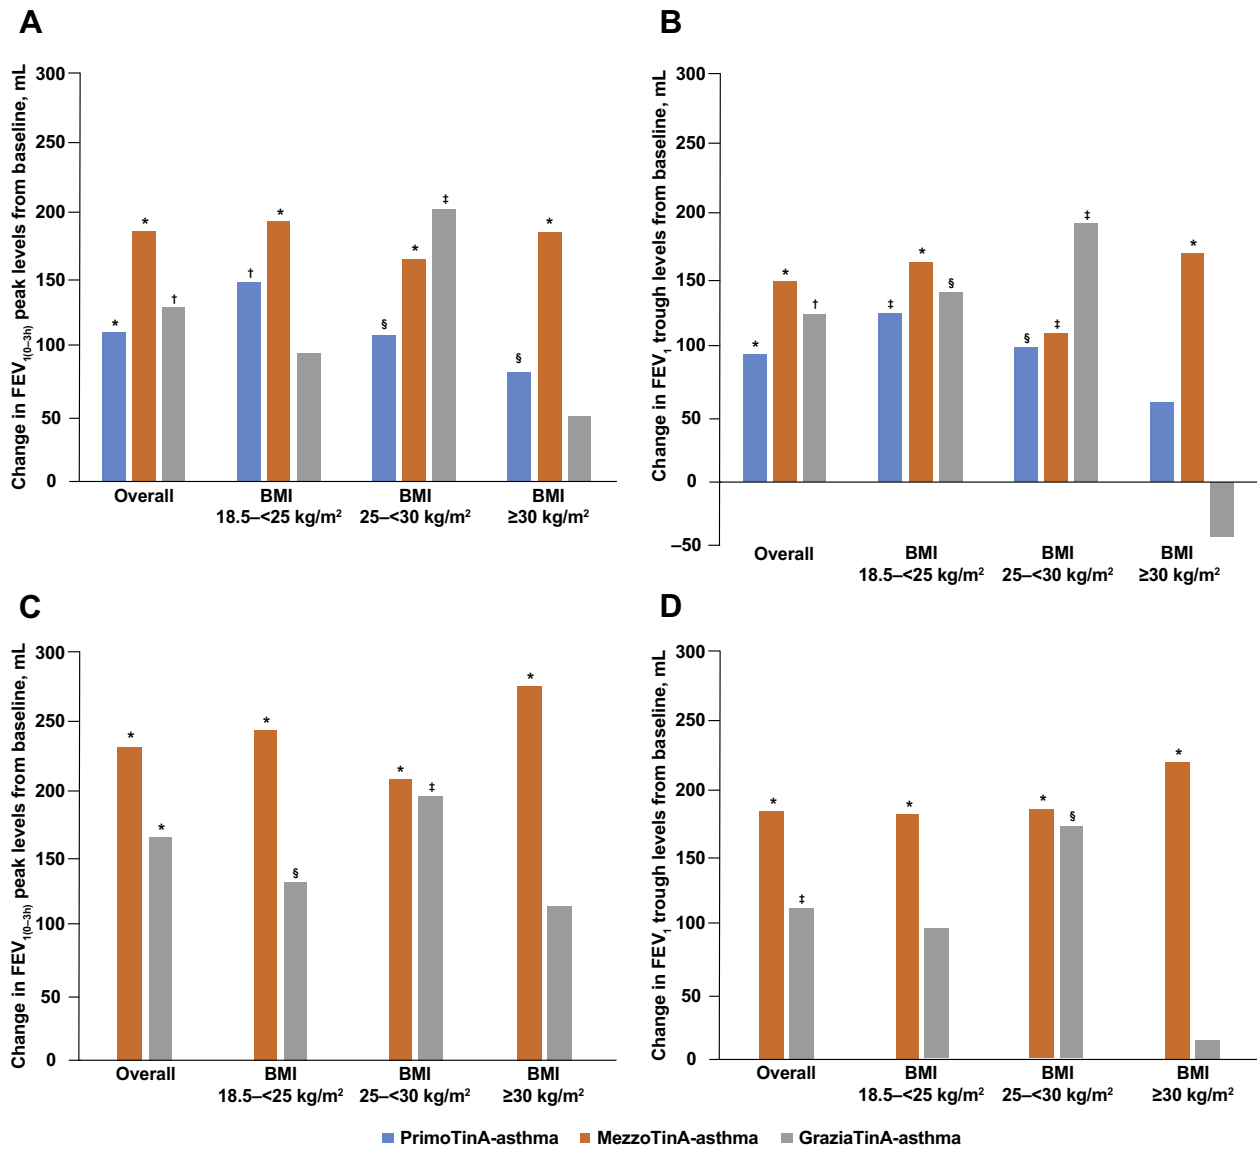 A
Change in FEV1(0–3h) peak levels from baseline, mL
300
250
200
150
100
50
0
*
*
†
†
*
§
*
‡
§
*
Overall
BMI
18.5–<25 kg/m²
BMI
25–<30 kg/m²
BMI
≥30 kg/m²
B
Change in FEV1 trough levels from baseline, mL
300
250
200
150
100
50
0
–50
*
*
†
‡
*
§
§
‡
‡
*
Overall
BMI
18.5–<25 kg/m²
BMI
25–<30 kg/m²
BMI
≥30 kg/m²
C
Change in FEV1(0–3h) peak levels from baseline, mL
300
250
200
150
100
50
0
*
*
*
§
*
‡
*
Overall
BMI
18.5–<25 kg/m²
BMI
25–<30 kg/m²
BMI
≥30 kg/m²
D
Change in FEV1 trough levels from baseline, mL
300
250
200
150
100
50
0
*
‡
*
*
§
*
Overall
BMI
18.5–<25 kg/m²
BMI
25–<30 kg/m²
BMI
≥30 kg/m²
PrimoTinA-asthma MezzoTinA-asthma GraziaTinA-asthma